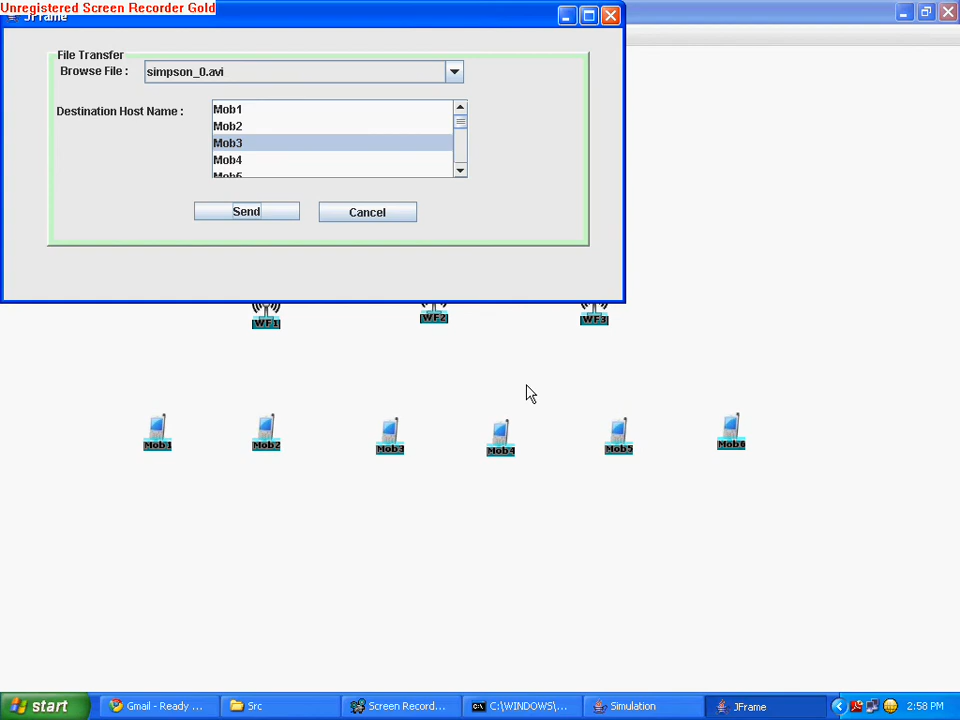 Unregistered Screen Recorder Gold
JFrame
File Transfer
Browse File :
simpson_0.avi
Destination Host Name :
Mob1
Mob2
Mob3
Mob4
Send
Cancel
WF1
WF2
WF3
Mob1
Mob2
Mob3
Mob4
Mob5
Mob6
start
Gmail - Ready ...
Src
Screen Record...
C:\WINDOWS\...
Simulation
JFrame
2:58 PM